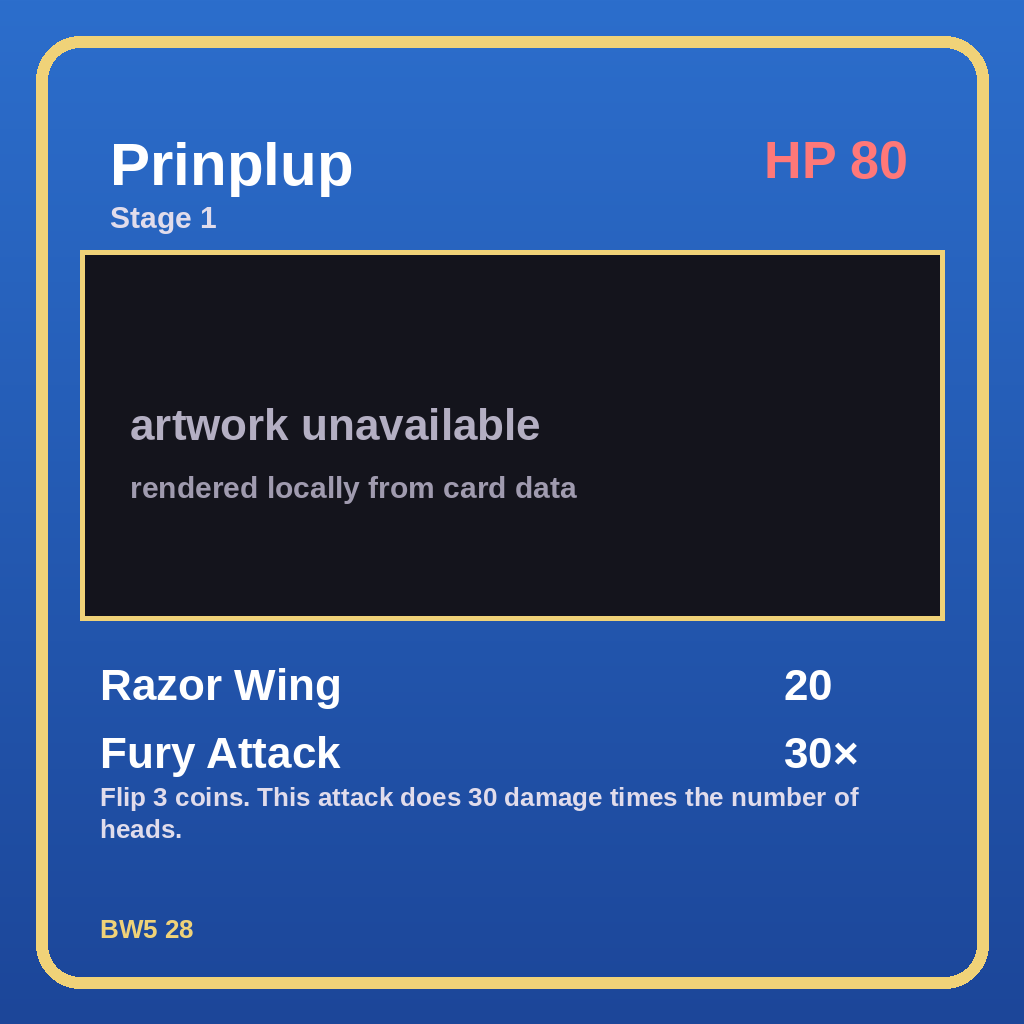 Prinplup
HP 80
Stage 1
artwork unavailable
rendered locally from card data
Razor Wing 20
Fury Attack 30×
Flip 3 coins. This attack does 30 damage times the number of
heads.
BW5 28